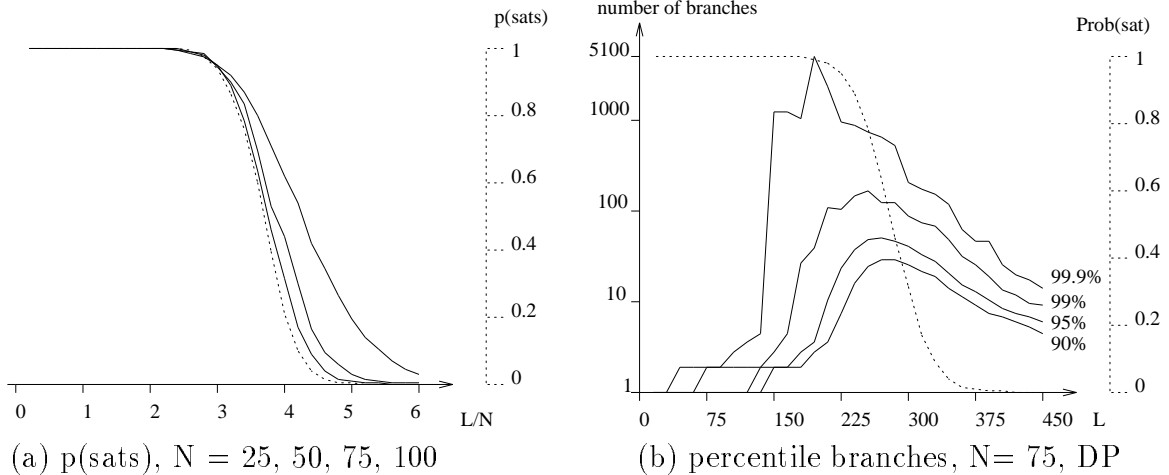 p(sats)
1
0.8
0.6
0.4
0.2
0
0 1 2 3 4 5 6
L/N
(a) p(sats), N = 25, 50, 75, 100
number of branches
Prob(sat)
5100
1000
100
10
1
1
0.8
0.6
0.4
0.2
0
99.9%
99%
95%
90%
0 75 150 225 300 375 450 L
(b) percentile branches, N= 75, DP